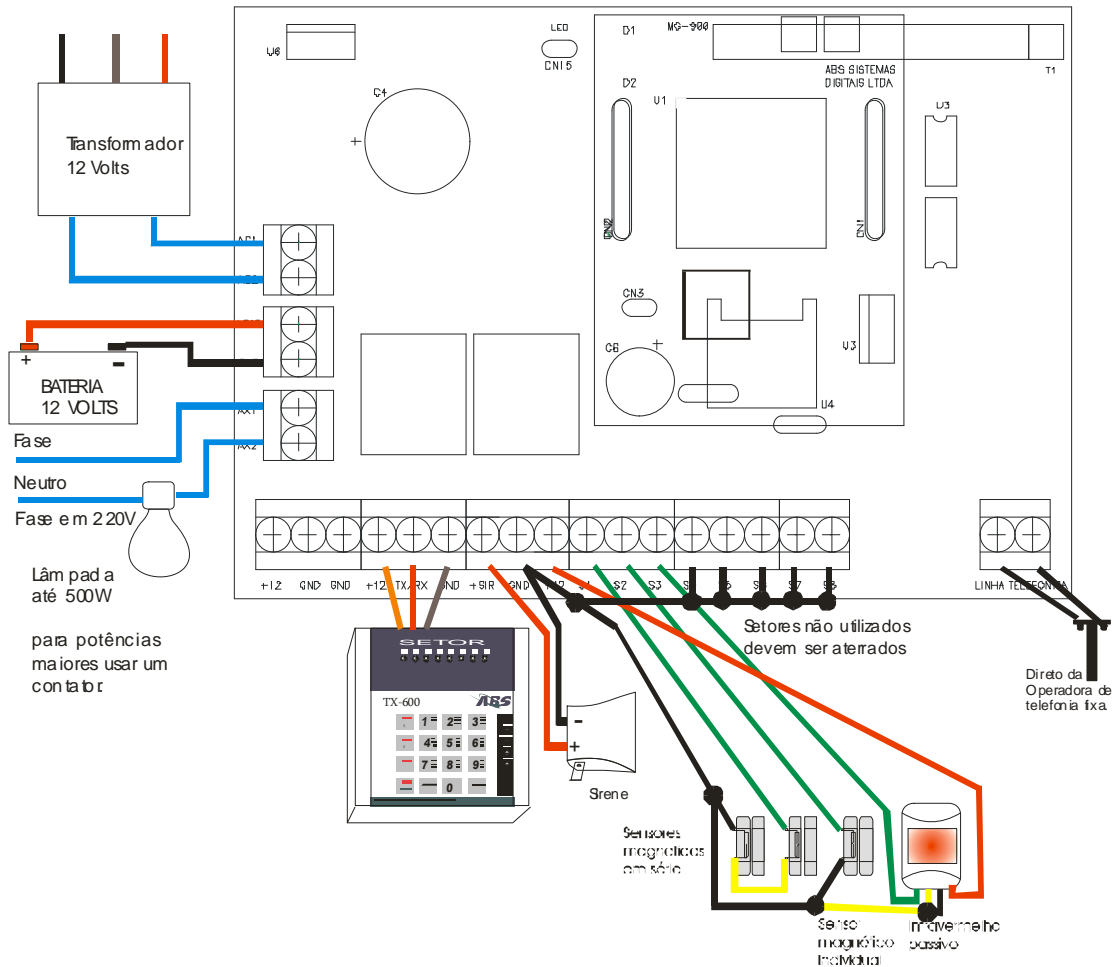 Transformador
12 Volts
U6
LED
CN15
C4
+
D1
MG-900
T1
ABS SISTEMAS
DIGITAIS LTDA
D2
U1
U3
CN2
CN1
CN3
C6
+
U3
U4
+
-
BATERIA
12 VOLTS
AX1
AX2
Fase
Neutro
Fase em 220V
Lâmpada
até 500W
para potências
maiores usar um
contator.
+12 GND GND +12 TX/RX GND +SIR GND S2 S3 S7 S8
LINHA TELEFONICA
Setores não utilizados
devem ser aterrados
Direto da
Operadora de
telefonia fixa
SETOR
TX-600
ABS
1 2 3
4 5 6
7 8 9
0
-
+
Sirene
Sensores
magnéticos
em série
Sensor
magnético
Individual
Infravermelho
passivo